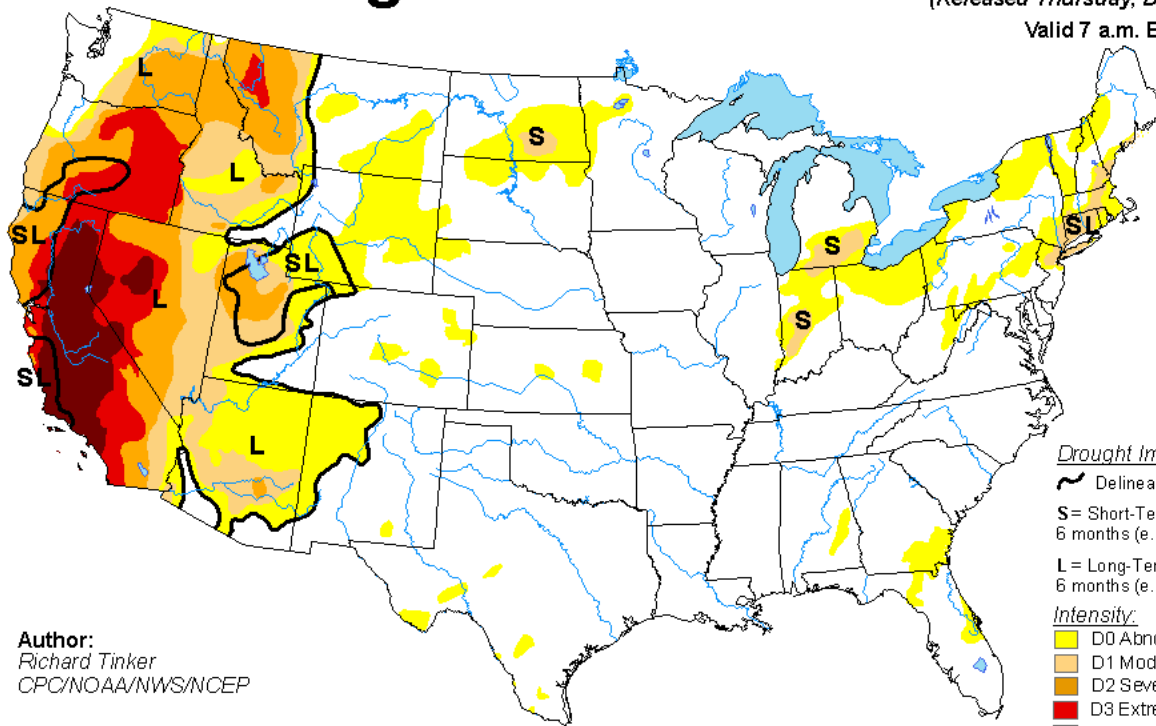 (Released Thursday, D
Valid 7 a.m. E
L
S
L
SL
SL
L
SL
L
S
S
SL
Drought Im
Delinea
S = Short-Te
6 months (e.
L = Long-Ter
6 months (e.
Intensity:
D0 Abno
D1 Mod
D2 Seve
D3 Extre
Author:
Richard Tinker
CPC/NOAA/NWS/NCEP